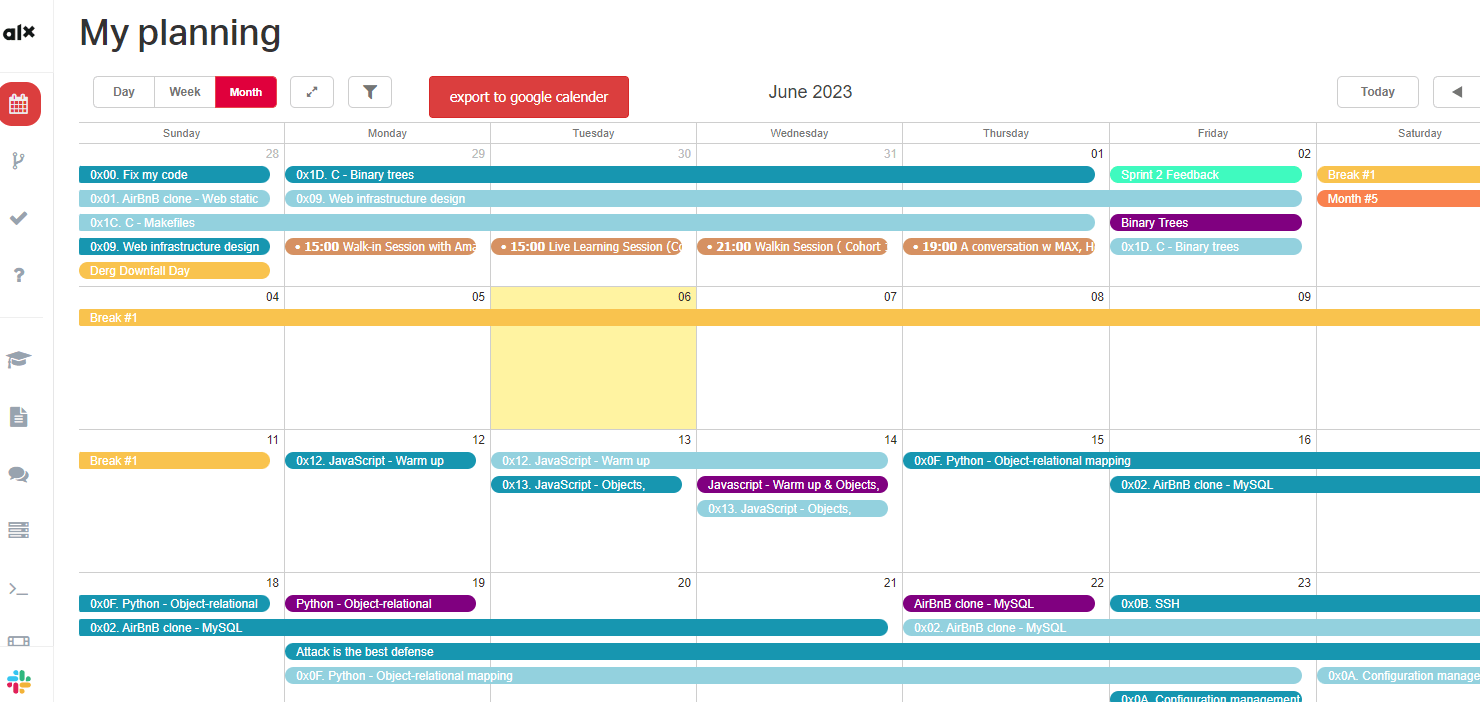 alx
My planning
Day Week Month
export to google calender
June 2023
Today
Sunday Monday Tuesday Wednesday Thursday Friday Saturday
28 29 30 31 01 02
0x00. Fix my code
0x1D. C - Binary trees
Sprint 2 Feedback
Break #1
0x01. AirBnB clone - Web static
0x09. Web infrastructure design
Month #5
0x1C. C - Makefiles
Binary Trees
0x09. Web infrastructure design
• 15:00 Walk-in Session with Ama
• 15:00 Live Learning Session (Co
• 21:00 Walkin Session ( Cohort
• 19:00 A conversation w MAX, H
0x1D. C - Binary trees
Derg Downfall Day
04 05 06 07 08 09
Break #1
11 12 13 14 15 16
Break #1
0x12. JavaScript - Warm up
0x12. JavaScript - Warm up
0x0F. Python - Object-relational mapping
0x13. JavaScript - Objects,
Javascript - Warm up & Objects,
0x02. AirBnB clone - MySQL
0x13. JavaScript - Objects,
18 19 20 21 22 23
0x0F. Python - Object-relational
Python - Object-relational
AirBnB clone - MySQL
0x0B. SSH
0x02. AirBnB clone - MySQL
0x02. AirBnB clone - MySQL
Attack is the best defense
0x0F. Python - Object-relational mapping
0x0A. Configuration manage
0x0A. Configuration management